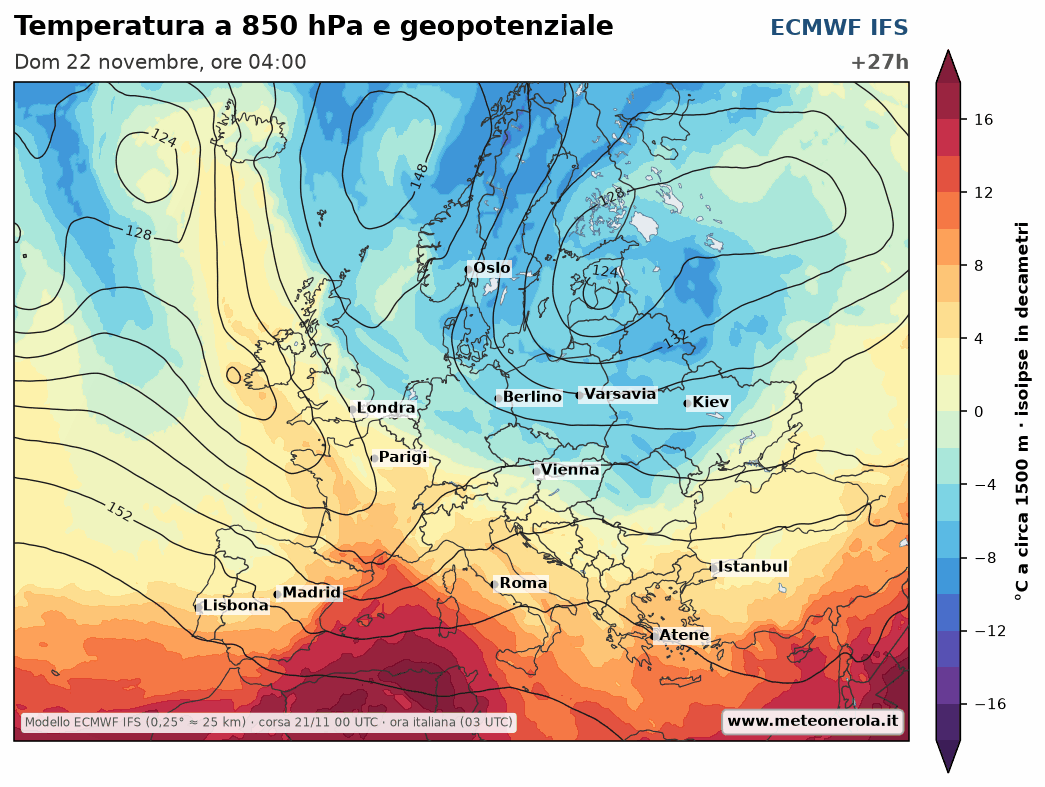 Temperatura a 850 hPa e geopotenziale
ECMWF IFS
Dom 22 novembre, ore 04:00
+27h
124
148
128
128
124
132
152
Oslo
Londra
Berlino
Varsavia
Kiev
Parigi
Vienna
Istanbul
Roma
Madrid
Lisbona
Atene
16
12
8
4
0
−4
−8
−12
−16
°C a circa 1500 m · isoipse in decametri
Modello ECMWF IFS (0,25° ≈ 25 km) · corsa 21/11 00 UTC · ora italiana (03 UTC)
www.meteonerola.it